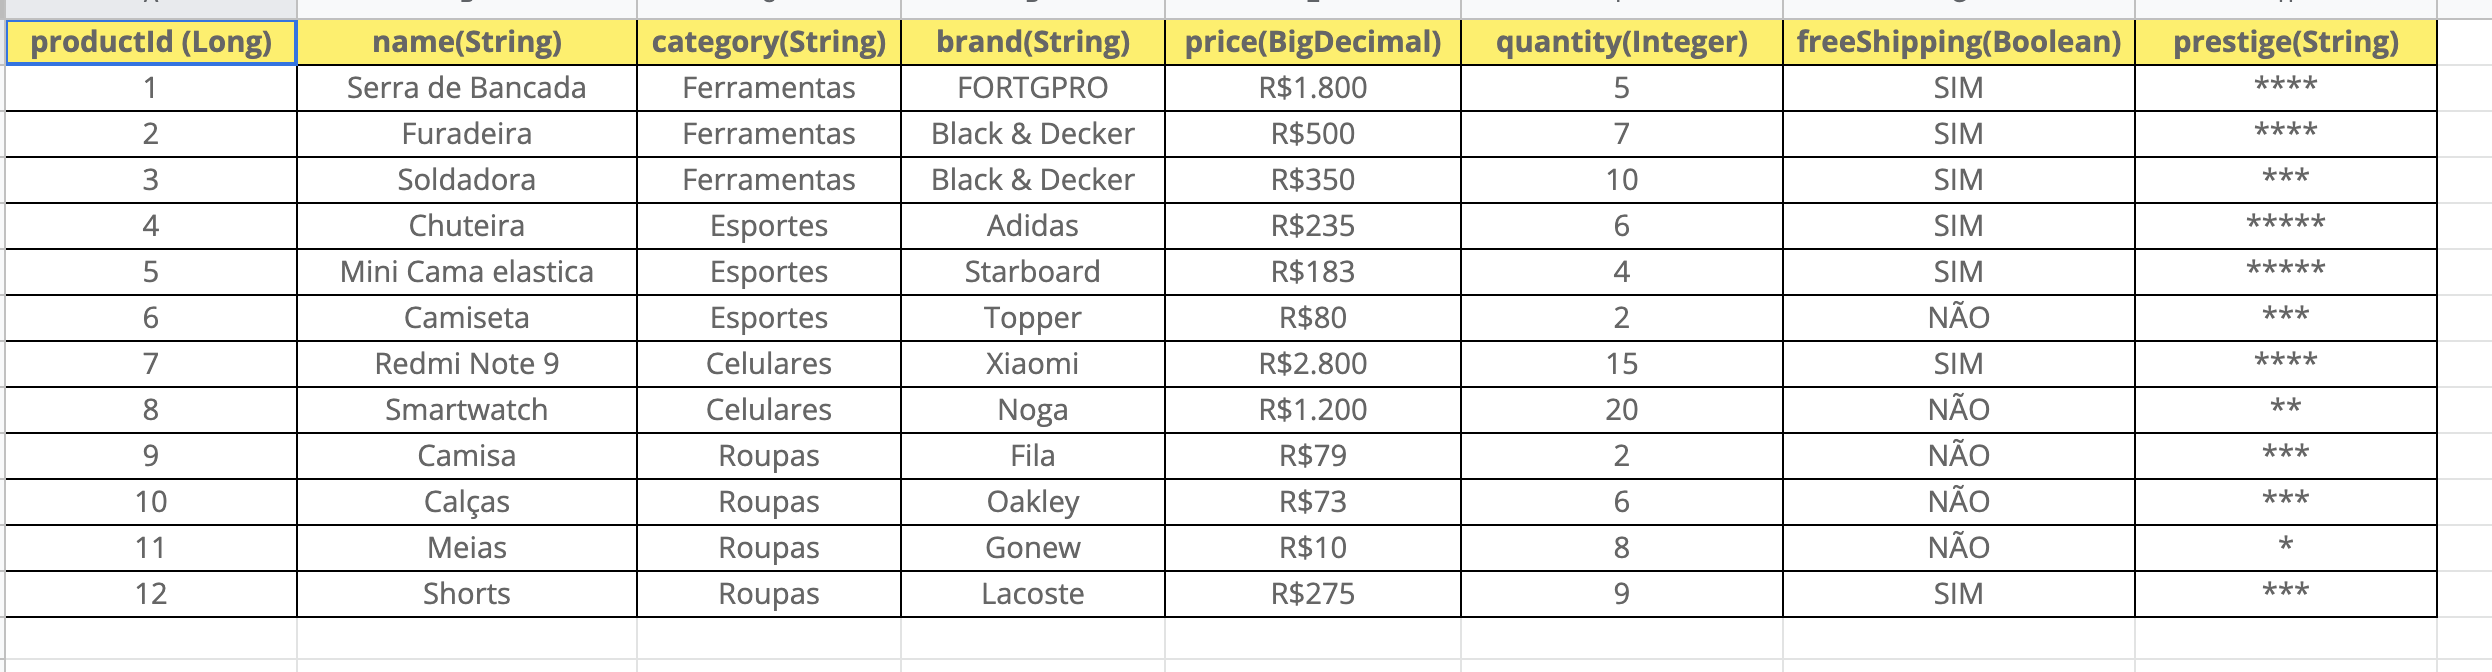 productId (Long) name(String) category(String) brand(String) price(BigDecimal) quantity(Integer) freeShipping(Boolean) prestige(String)
1 Serra de Bancada Ferramentas FORTGPRO R$1.800 5 SIM ****
2 Furadeira Ferramentas Black & Decker R$500 7 SIM ****
3 Soldadora Ferramentas Black & Decker R$350 10 SIM ***
4 Chuteira Esportes Adidas R$235 6 SIM *****
5 Mini Cama elastica Esportes Starboard R$183 4 SIM *****
6 Camiseta Esportes Topper R$80 2 NÃO ***
7 Redmi Note 9 Celulares Xiaomi R$2.800 15 SIM ****
8 Smartwatch Celulares Noga R$1.200 20 NÃO **
9 Camisa Roupas Fila R$79 2 NÃO ***
10 Calças Roupas Oakley R$73 6 NÃO ***
11 Meias Roupas Gonew R$10 8 NÃO *
12 Shorts Roupas Lacoste R$275 9 SIM ***